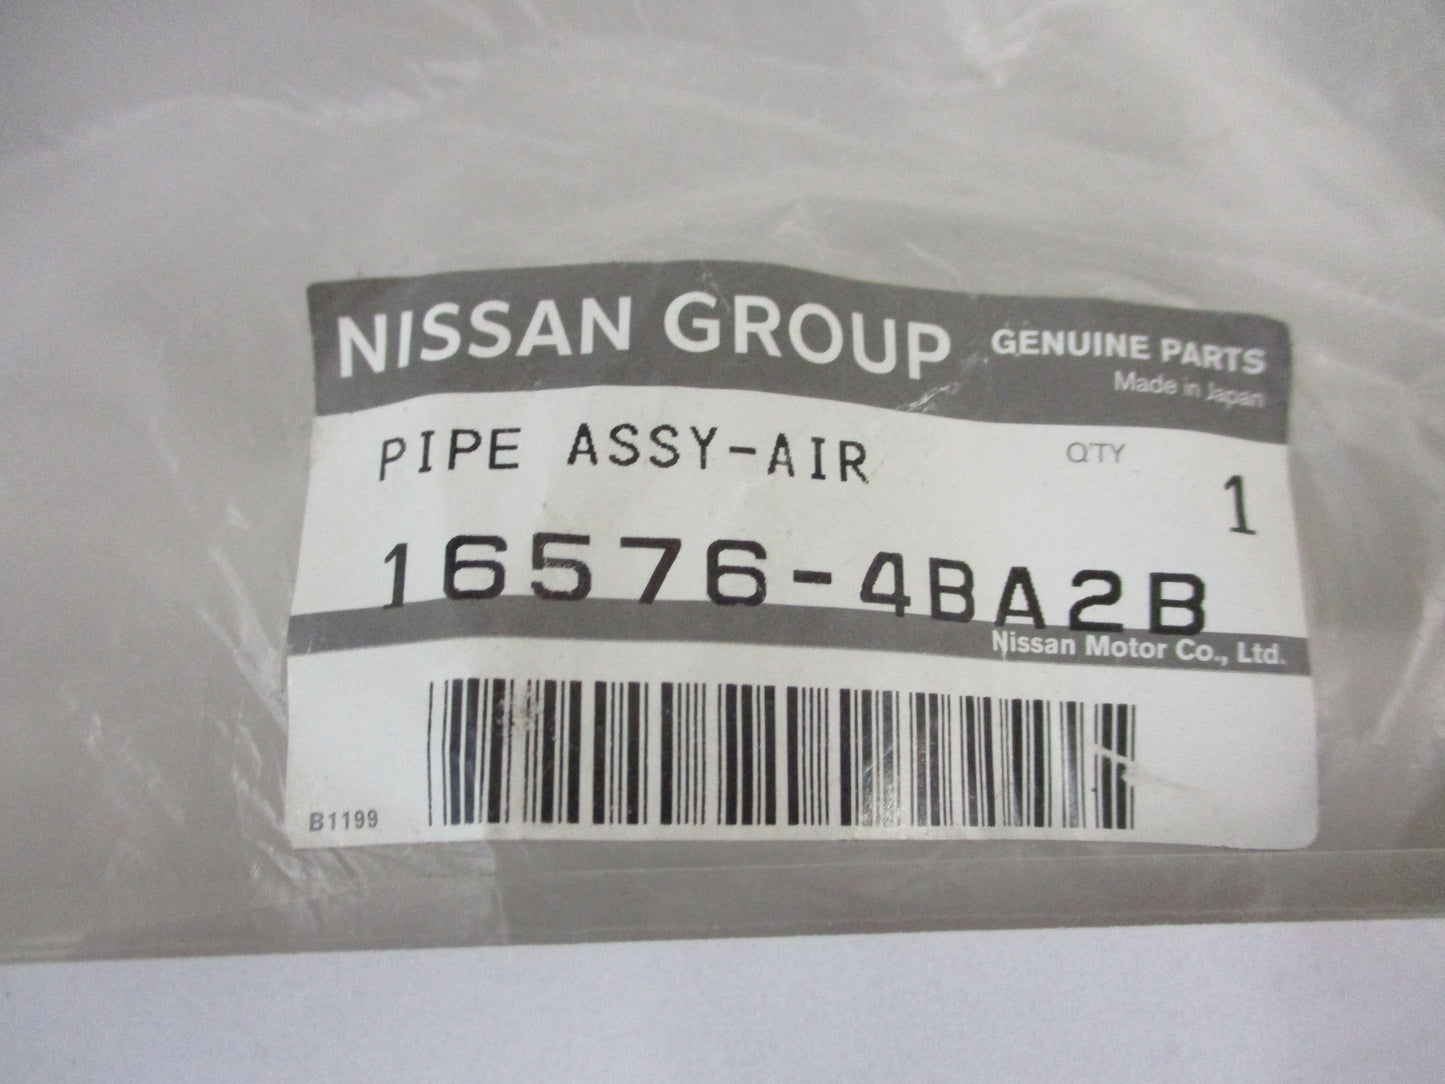 NISSAN GROUP GENUINE PARTS
Made in Japan
PIPE ASSY-AIR Q'TY 1
16576-4BA2B
Nissan Motor Co., Ltd.
B1199